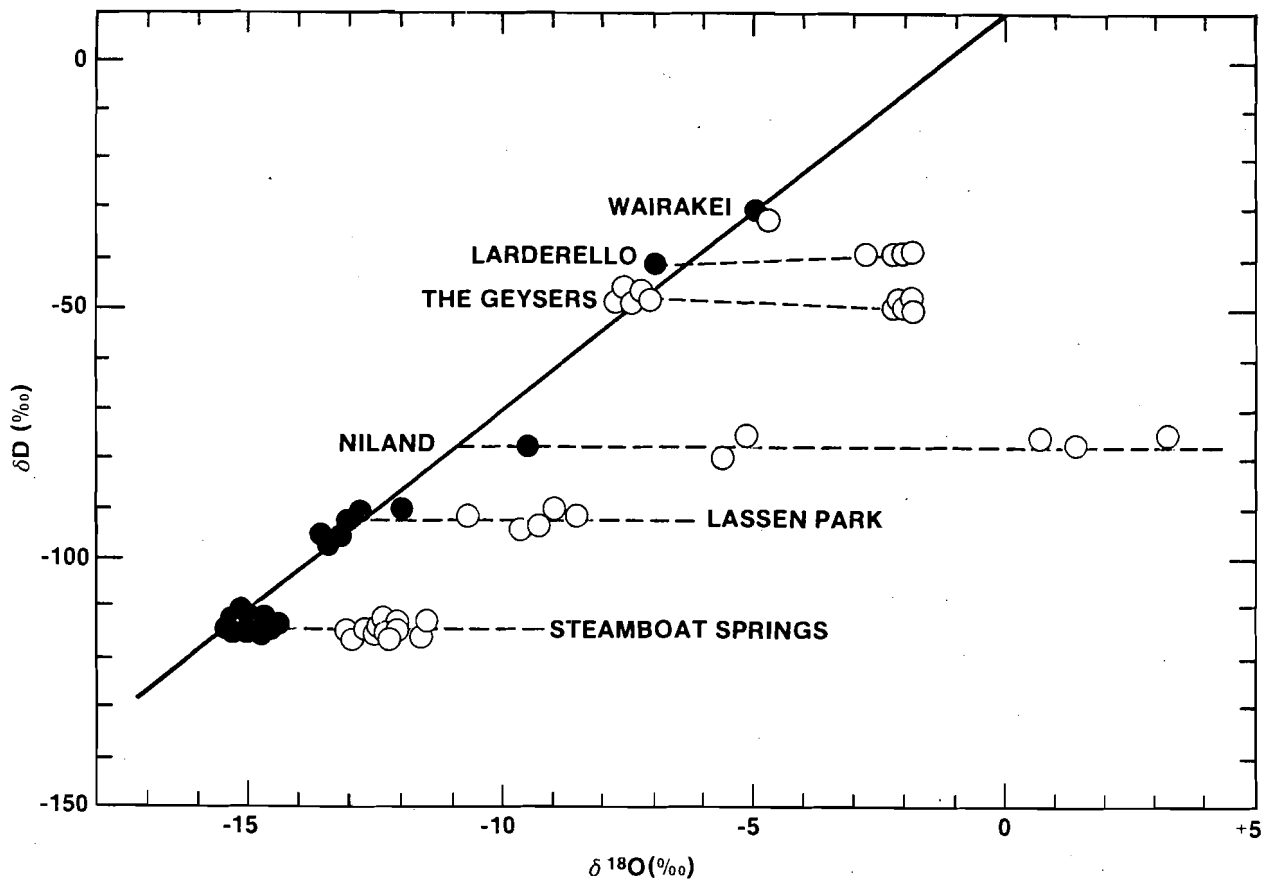 0
WAIRAKEI
LARDERELLO
THE GEYSERS
-50
NILAND
LASSEN PARK
-100
STEAMBOAT SPRINGS
-150
-15
-10
-5
0
+5
δD (‰)
δ ¹⁸O(‰)